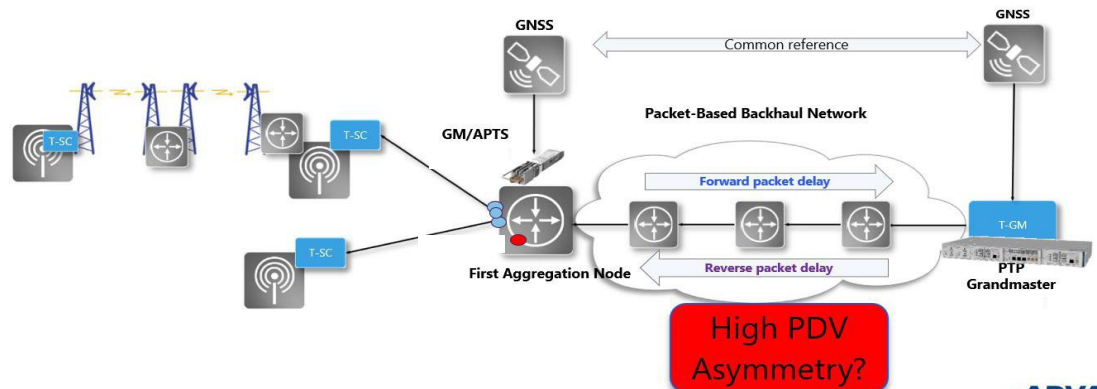 GNSS
GNSS
Common reference
Packet-Based Backhaul Network
GM/APTS
T-SC
T-SC
Forward packet delay
T-GM
T-SC
First Aggregation Node
Reverse packet delay
PTP
Grandmaster
High PDV
Asymmetry?